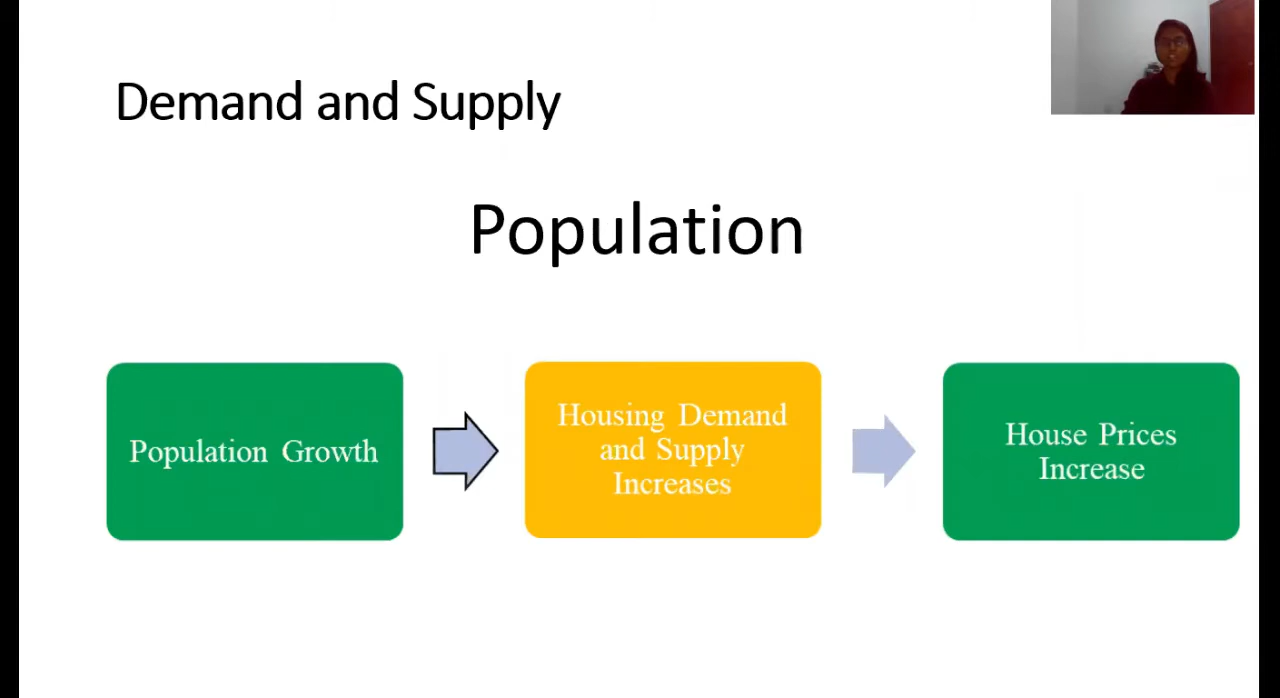 Demand and Supply
Population
Population Growth
Housing Demand
and Supply
Increases
House Prices
Increase